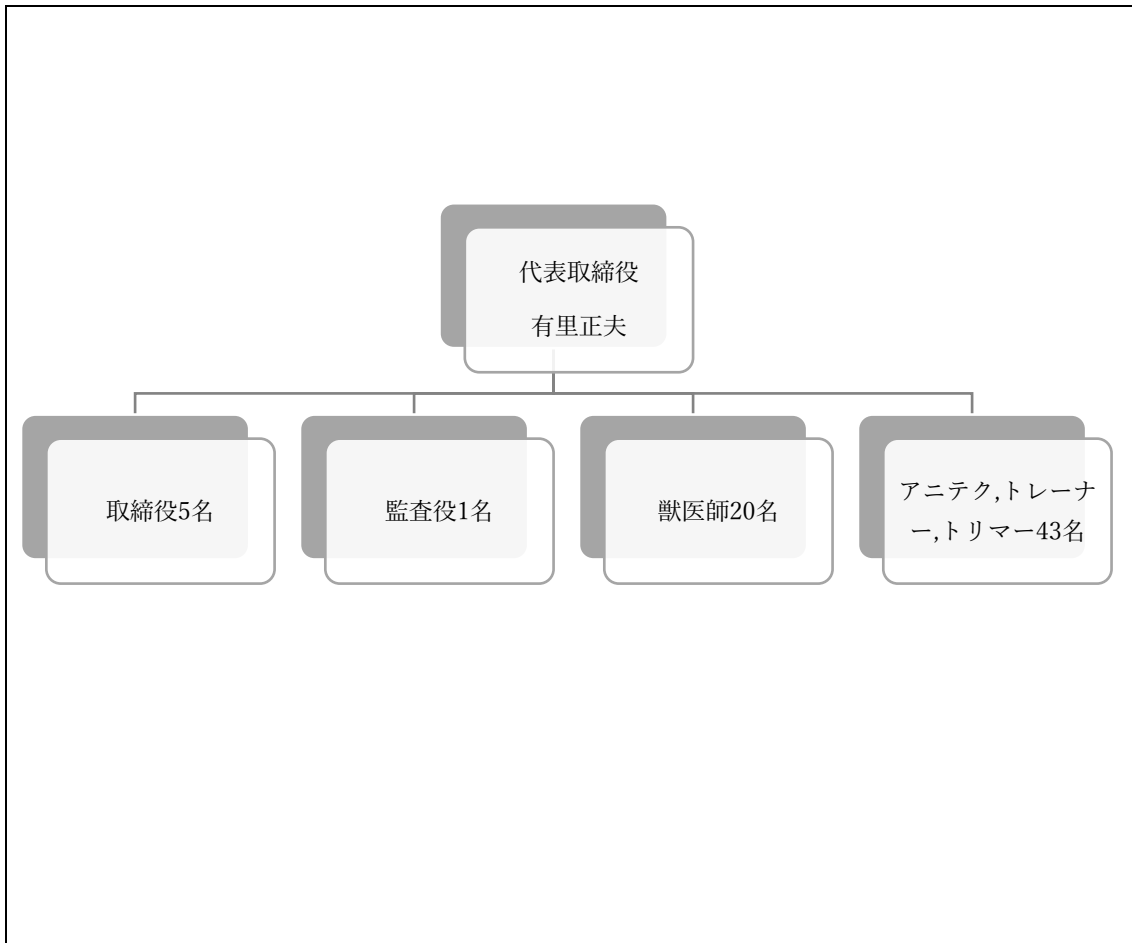 代表取締役
有里正夫
取締役5名
監査役1名
獣医師20名
アニテク,トレーナ
ー,トリマー43名